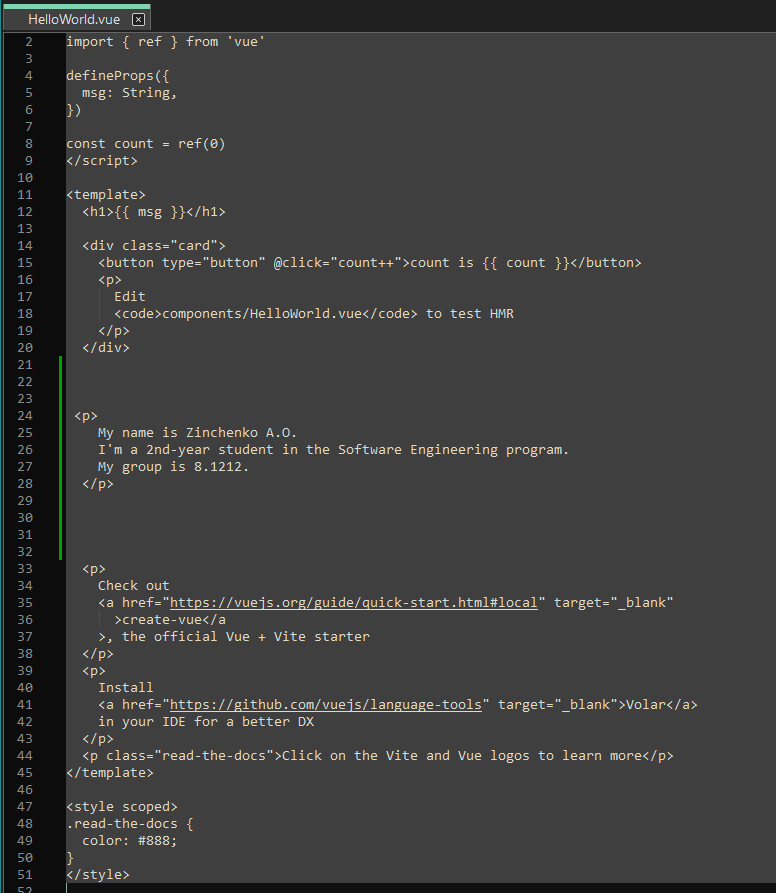 HelloWorld.vue
2 import { ref } from 'vue'
3
4 defineProps({
5   msg: String,
6 })
7
8 const count = ref(0)
9 </script>
10
11 <template>
12   <h1>{{ msg }}</h1>
13
14   <div class="card">
15     <button type="button" @click="count++">count is {{ count }}</button>
16     <p>
17       Edit
18       <code>components/HelloWorld.vue</code> to test HMR
19     </p>
20   </div>
21
22
23
24  <p>
25     My name is Zinchenko A.O.
26     I'm a 2nd-year student in the Software Engineering program.
27     My group is 8.1212.
28   </p>
29
30
31
32
33   <p>
34     Check out
35     <a href="https://vuejs.org/guide/quick-start.html#local" target="_blank"
36       >create-vue</a
37     >, the official Vue + Vite starter
38   </p>
39   <p>
40     Install
41     <a href="https://github.com/vuejs/language-tools" target="_blank">Volar</a>
42     in your IDE for a better DX
43   </p>
44   <p class="read-the-docs">Click on the Vite and Vue logos to learn more</p>
45 </template>
46
47 <style scoped>
48 .read-the-docs {
49   color: #888;
50 }
51 </style>
52